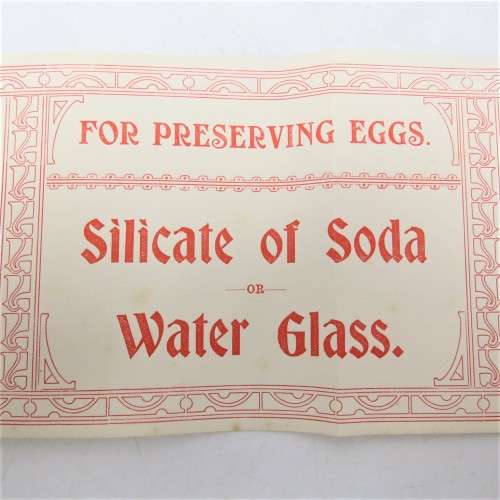 FOR PRESERVING EGGS.
Silicate of Soda
OR
Water Glass.